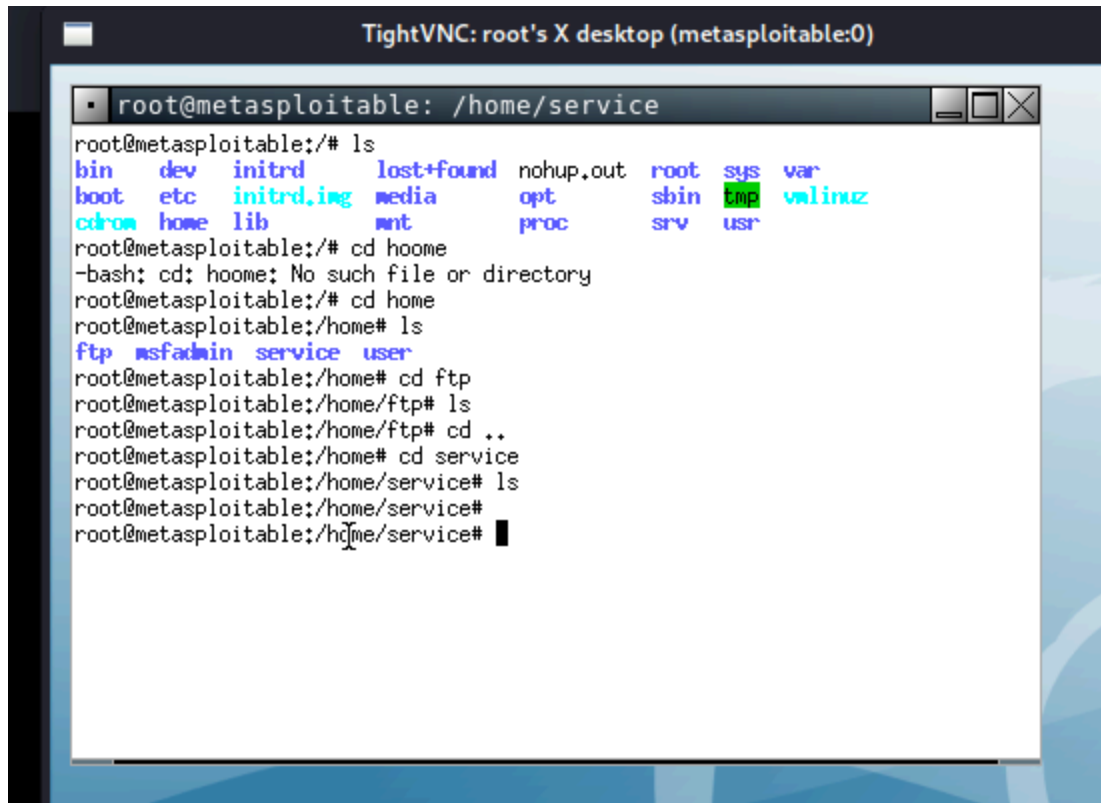 TightVNC: root's X desktop (metasploitable:0)
root@metasploitable: /home/service
root@metasploitable:/# ls
bin dev initrd lost+found nohup.out root sys var
boot etc initrd.img media opt sbin tmp vmlinuz
cdrom home lib mnt proc srv usr
root@metasploitable:/# cd hoome
-bash: cd: hoome: No such file or directory
root@metasploitable:/# cd home
root@metasploitable:/home# ls
ftp msfadmin service user
root@metasploitable:/home# cd ftp
root@metasploitable:/home/ftp# ls
root@metasploitable:/home/ftp# cd ..
root@metasploitable:/home# cd service
root@metasploitable:/home/service# ls
root@metasploitable:/home/service#
root@metasploitable:/home/service#